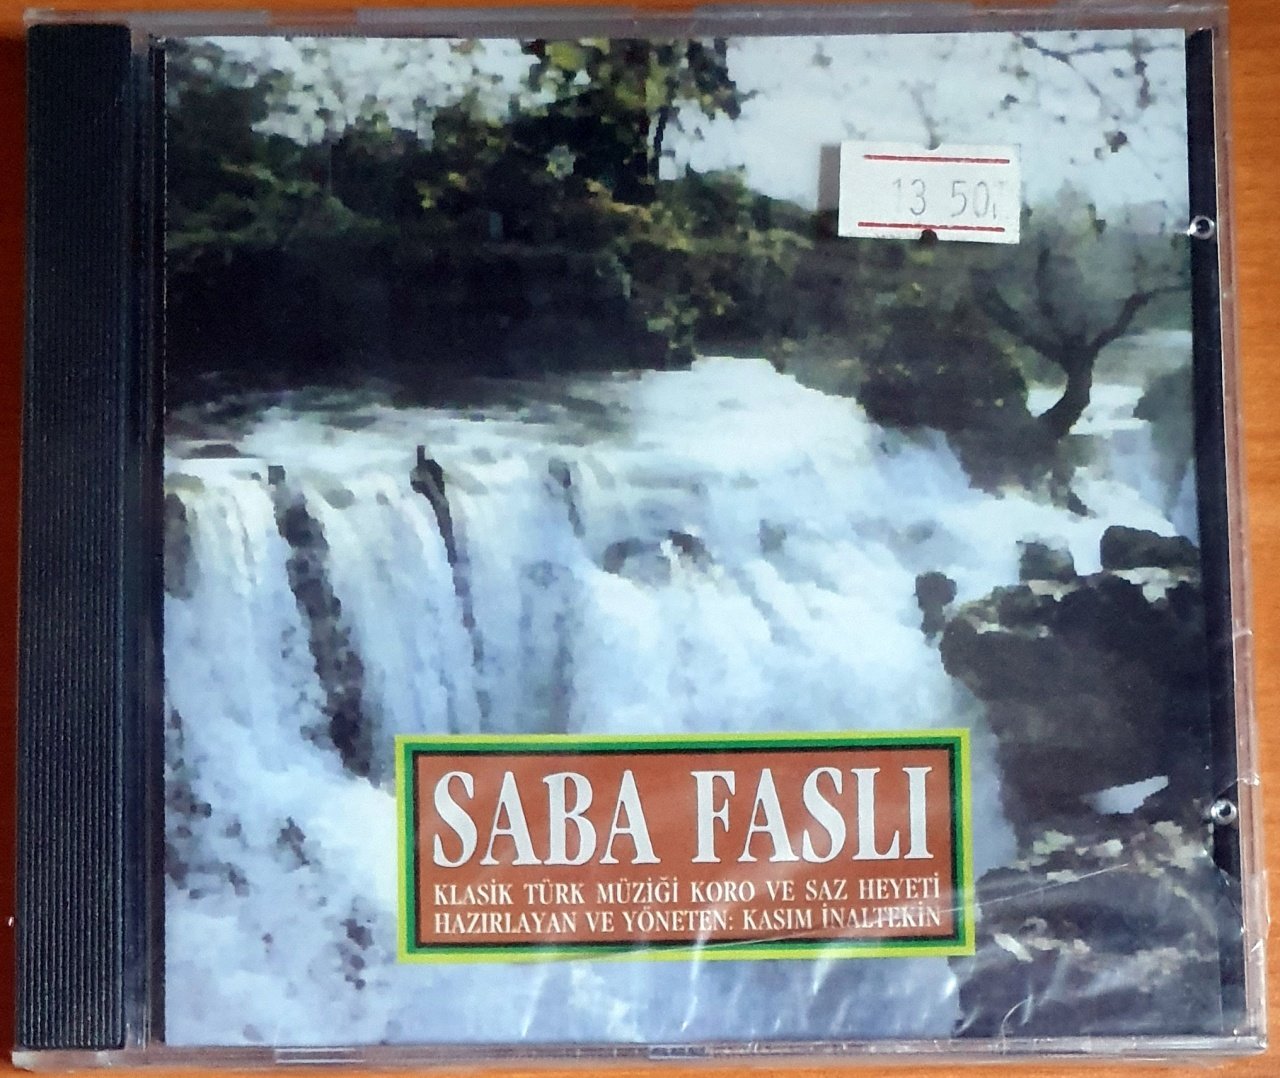 13 50
SABA FASLI
KLASİK TÜRK MÜZİĞİ KORO VE SAZ HEYETİ
HAZIRLAYAN VE YÖNETEN: KASIM İNALTEKİN